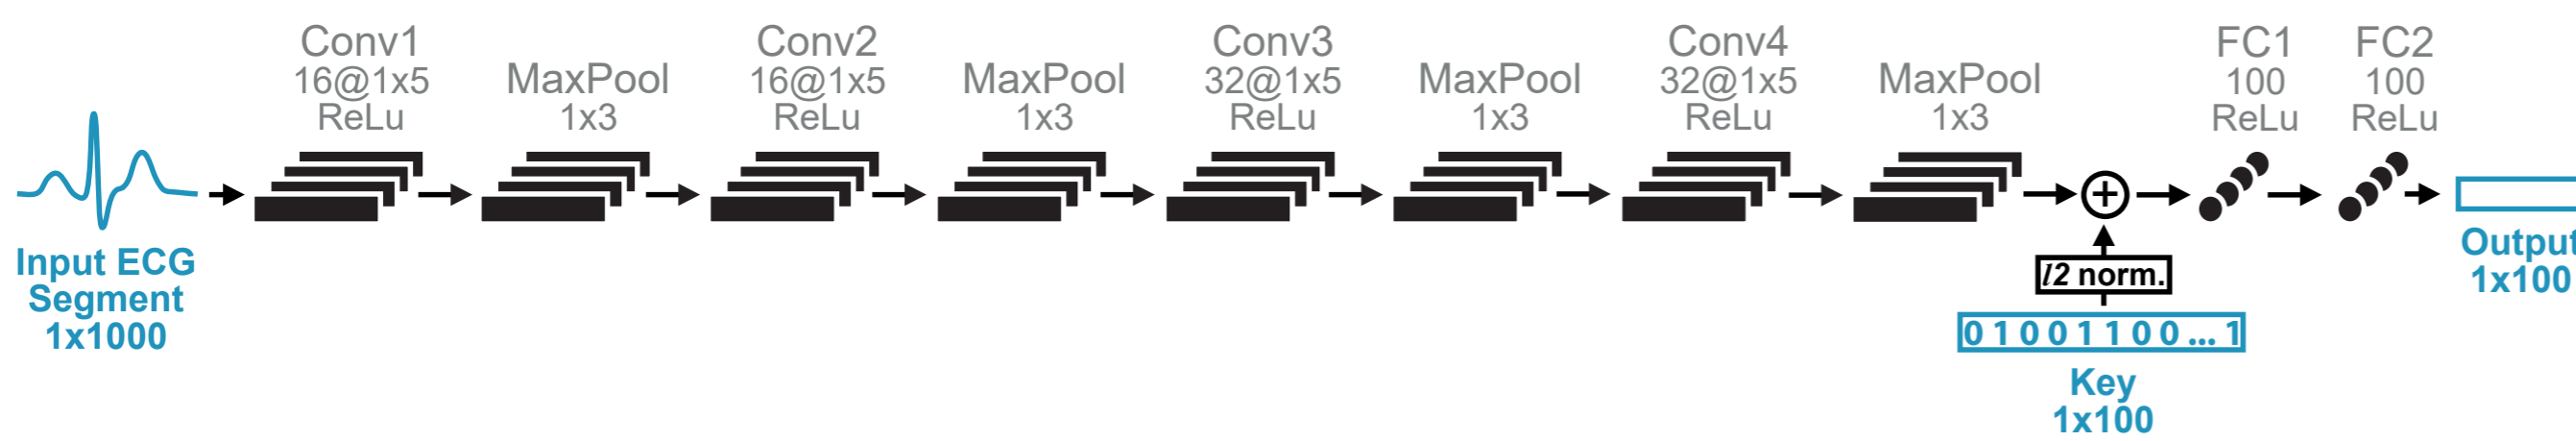 Conv1
16@1x5
ReLu
MaxPool
1x3
Conv2
16@1x5
ReLu
MaxPool
1x3
Conv3
32@1x5
ReLu
MaxPool
1x3
Conv4
32@1x5
ReLu
MaxPool
1x3
FC1
100
ReLu
FC2
100
ReLu
Input ECG
Segment
1x1000
+
l2 norm.
0 1 0 0 1 1 0 0 ... 1
Key
1x100
Output
1x100